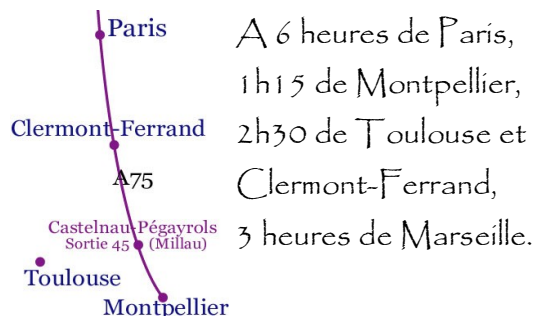 Paris
Clermont-Ferrand
A75
Castelnau-Pégayrols
Sortie 45 (Millau)
Toulouse
Montpellier
A 6 heures de Paris,
1h15 de Montpellier,
2h30 de Toulouse et
Clermont-Ferrand,
3 heures de Marseille.